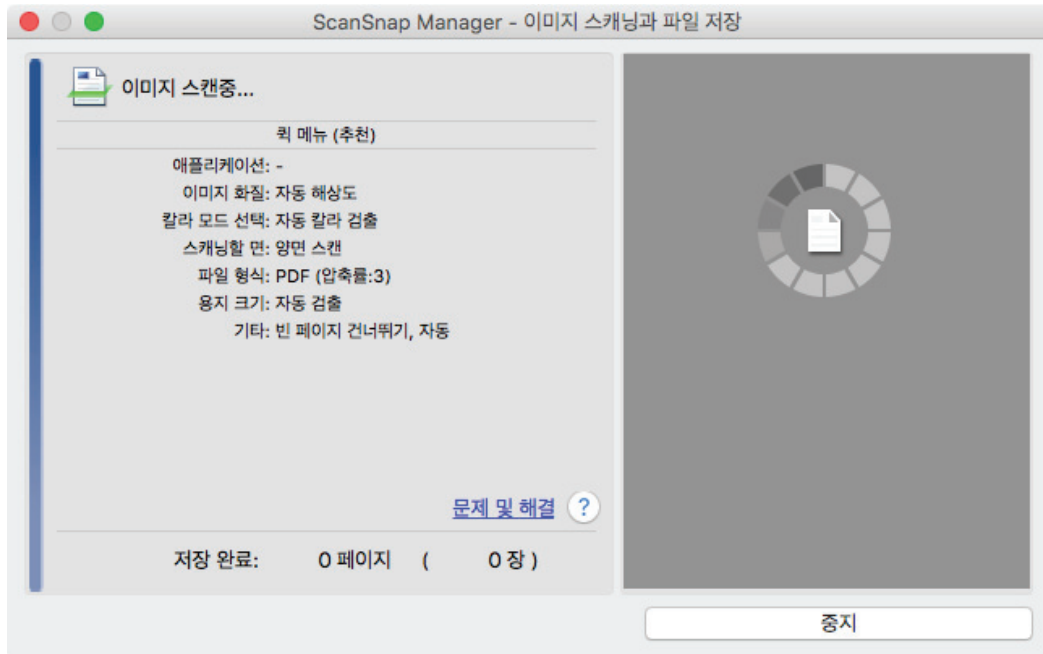 ScanSnap Manager - 이미지 스캐닝과 파일 저장
이미지 스캔중...
퀵 메뉴 (추천)
애플리케이션: -
이미지 화질: 자동 해상도
칼라 모드 선택: 자동 칼라 검출
스캐닝할 면: 양면 스캔
파일 형식: PDF (압축률:3)
용지 크기: 자동 검출
기타: 빈 페이지 건너뛰기, 자동
문제 및 해결 ?
저장 완료: 0 페이지 ( 0 장 )
중지